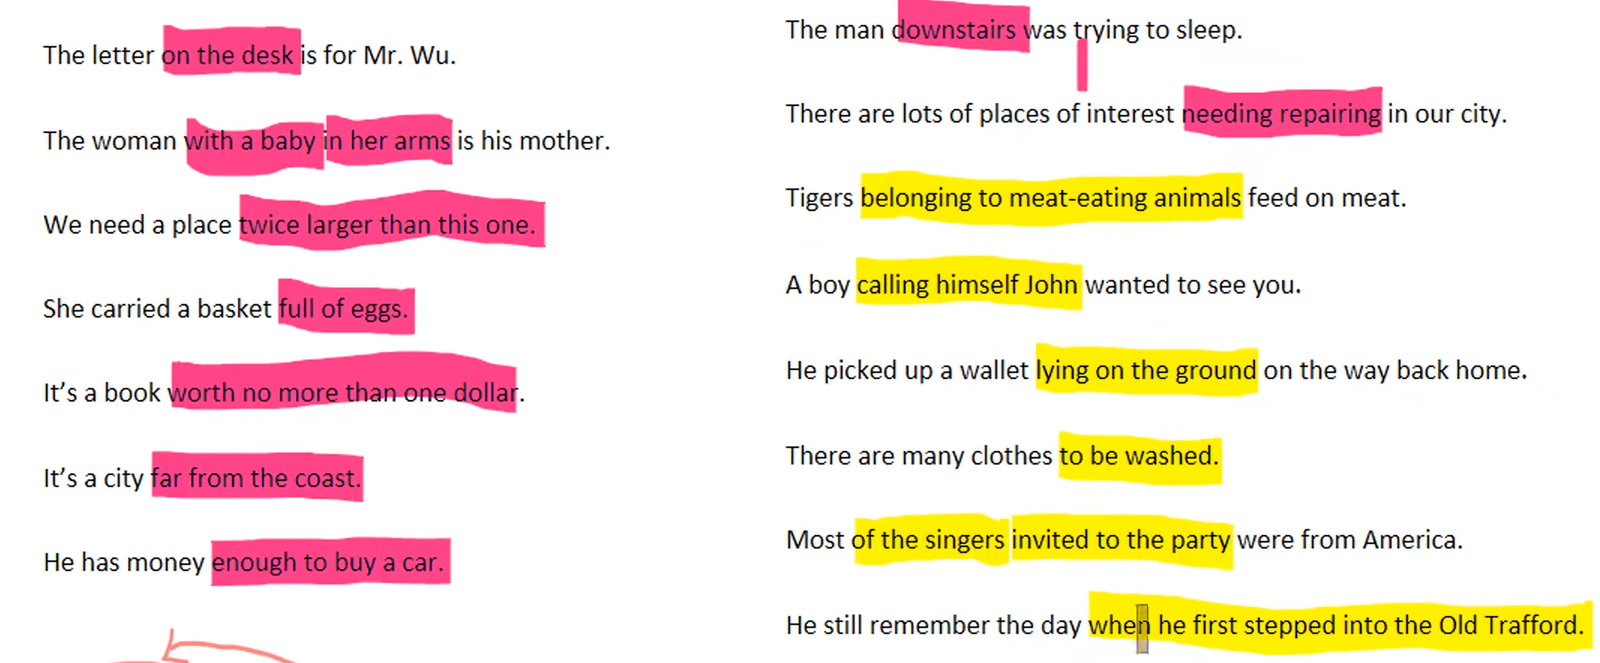 The letter on the desk is for Mr. Wu.
The woman with a baby in her arms is his mother.
We need a place twice larger than this one.
She carried a basket full of eggs.
It’s a book worth no more than one dollar.
It’s a city far from the coast.
He has money enough to buy a car.
The man downstairs was trying to sleep.
There are lots of places of interest needing repairing in our city.
Tigers belonging to meat-eating animals feed on meat.
A boy calling himself John wanted to see you.
He picked up a wallet lying on the ground on the way back home.
There are many clothes to be washed.
Most of the singers invited to the party were from America.
He still remember the day when he first stepped into the Old Trafford.